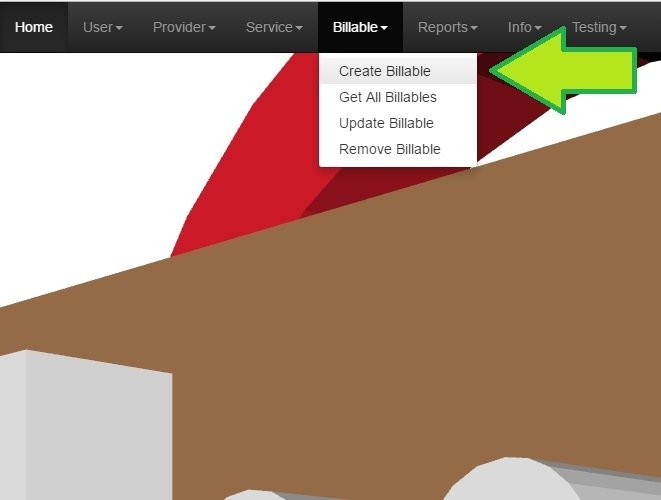 Home User Provider Service Billable Reports Info Testing
Create Billable
Get All Billables
Update Billable
Remove Billable